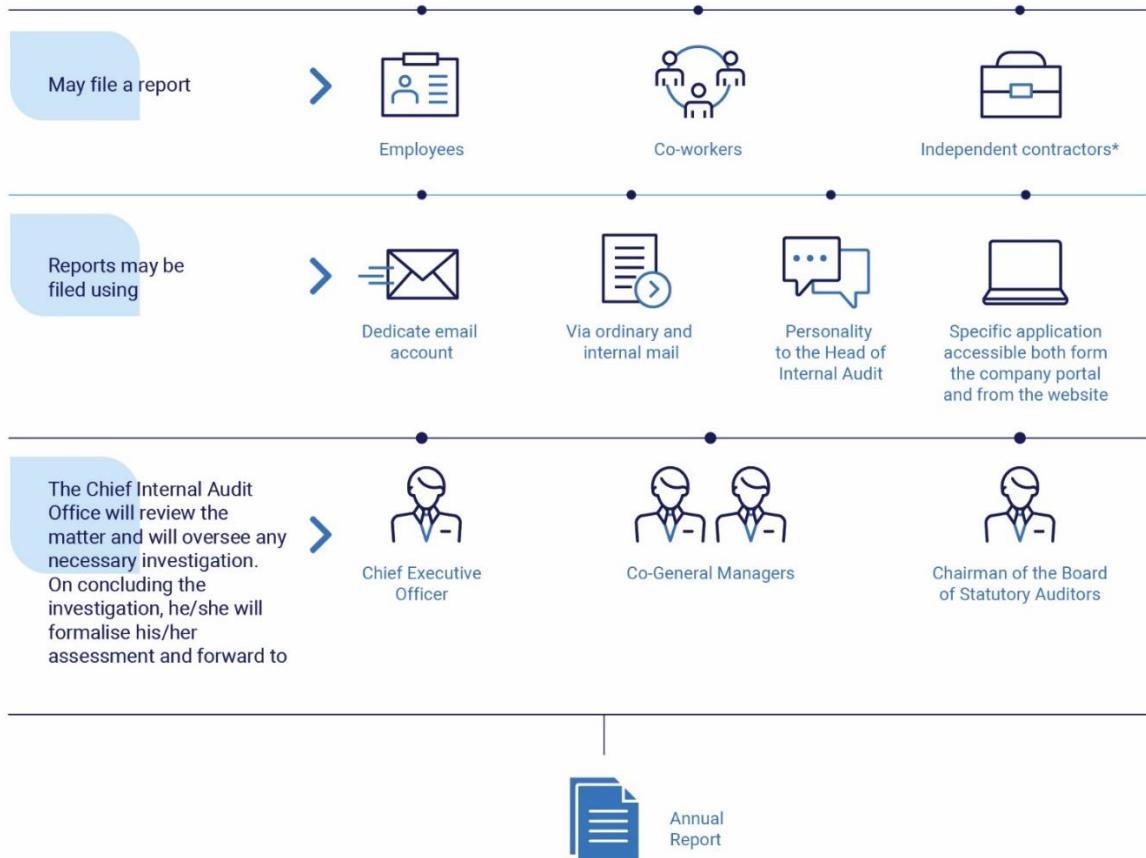 May file a report
Employees
Co-workers
Independent contractors*
Reports may be
filed using
Dedicate email
account
Via ordinary and
internal mail
Personality
to the Head of
Internal Audit
Specific application
accessible both form
the company portal
and from the website
The Chief Internal Audit
Office will review the
matter and will oversee any
necessary investigation.
On concluding the
investigation, he/she will
formalise his/her
assessment and forward to
Chief Executive
Officer
Co-General Managers
Chairman of the Board
of Statutory Auditors
Annual
Report